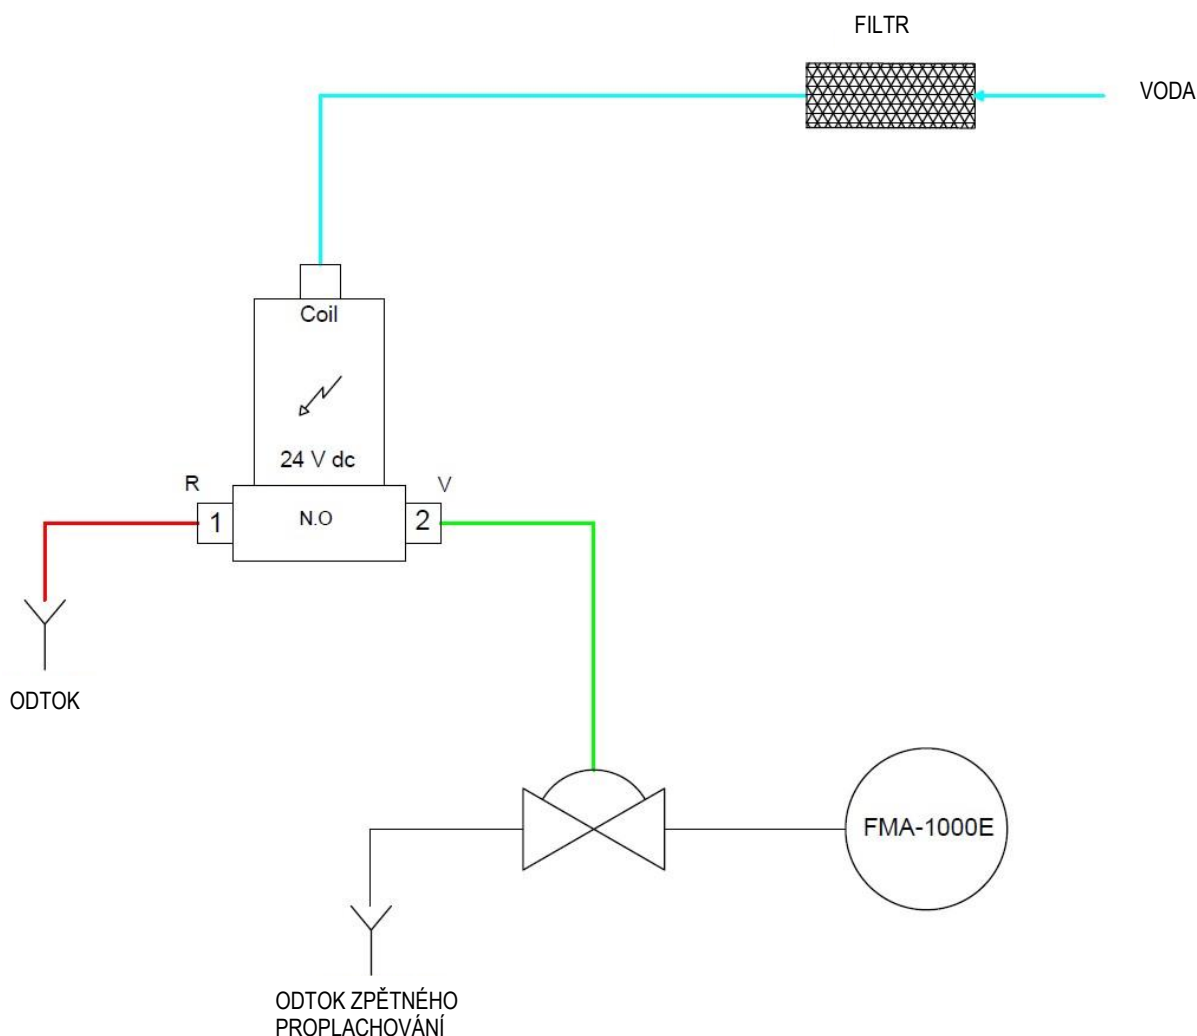 FILTR
VODA
Coil
24 V dc
R
V
1
N.O
2
ODTOK
FMA-1000E
ODTOK ZPĚTNÉHO
PROPLACHOVÁNÍ